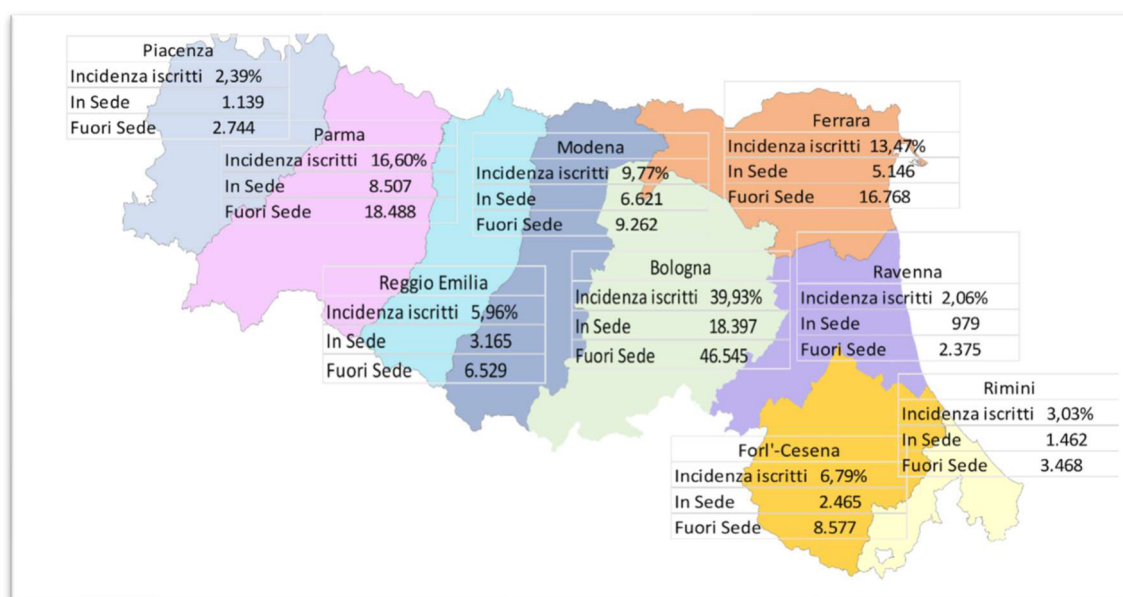 Piacenza
Incidenza iscritti 2,39%
In Sede 1.139
Fuori Sede 2.744
Parma
Incidenza iscritti 16,60%
In Sede 8.507
Fuori Sede 18.488
Reggio Emilia
Incidenza iscritti 5,96%
In Sede 3.165
Fuori Sede 6.529
Modena
Incidenza iscritti 9,77%
In Sede 6.621
Fuori Sede 9.262
Bologna
Incidenza iscritti 39,93%
In Sede 18.397
Fuori Sede 46.545
Ferrara
Incidenza iscritti 13,47%
In Sede 5.146
Fuori Sede 16.768
Ravenna
Incidenza iscritti 2,06%
In Sede 979
Fuori Sede 2.375
Forl'-Cesena
Incidenza iscritti 6,79%
In Sede 2.465
Fuori Sede 8.577
Rimini
Incidenza iscritti 3,03%
In Sede 1.462
Fuori Sede 3.468